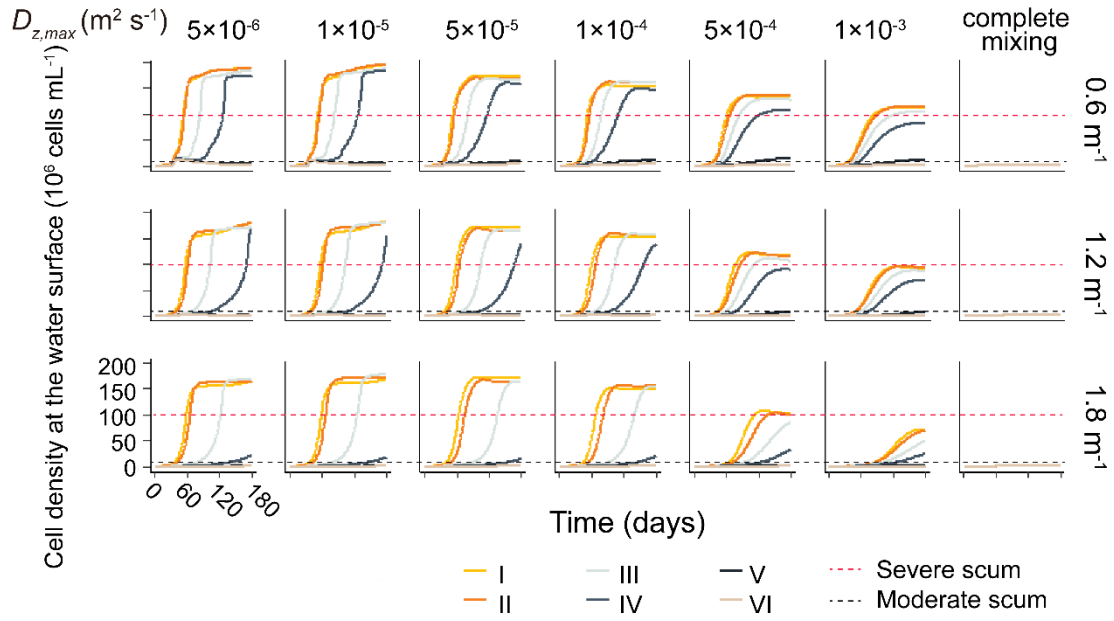 D_z,max (m² s⁻¹)
5×10⁻⁶ 1×10⁻⁵ 5×10⁻⁵ 1×10⁻⁴ 5×10⁻⁴ 1×10⁻³ complete mixing
Cell density at the water surface (10⁶ cells mL⁻¹)
0.6 m⁻¹
1.2 m⁻¹
1.8 m⁻¹
200
150
100
50
0
0 60 120 180
Time (days)
I III V Severe scum
II IV VI Moderate scum